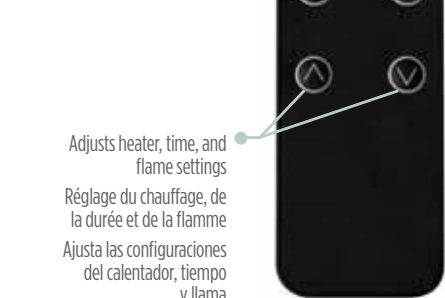 Adjusts heater, time, and
flame settings
Réglage du chauffage, de
la durée et de la flamme
Ajusta las configuraciones
del calentador, tiempo
y llama